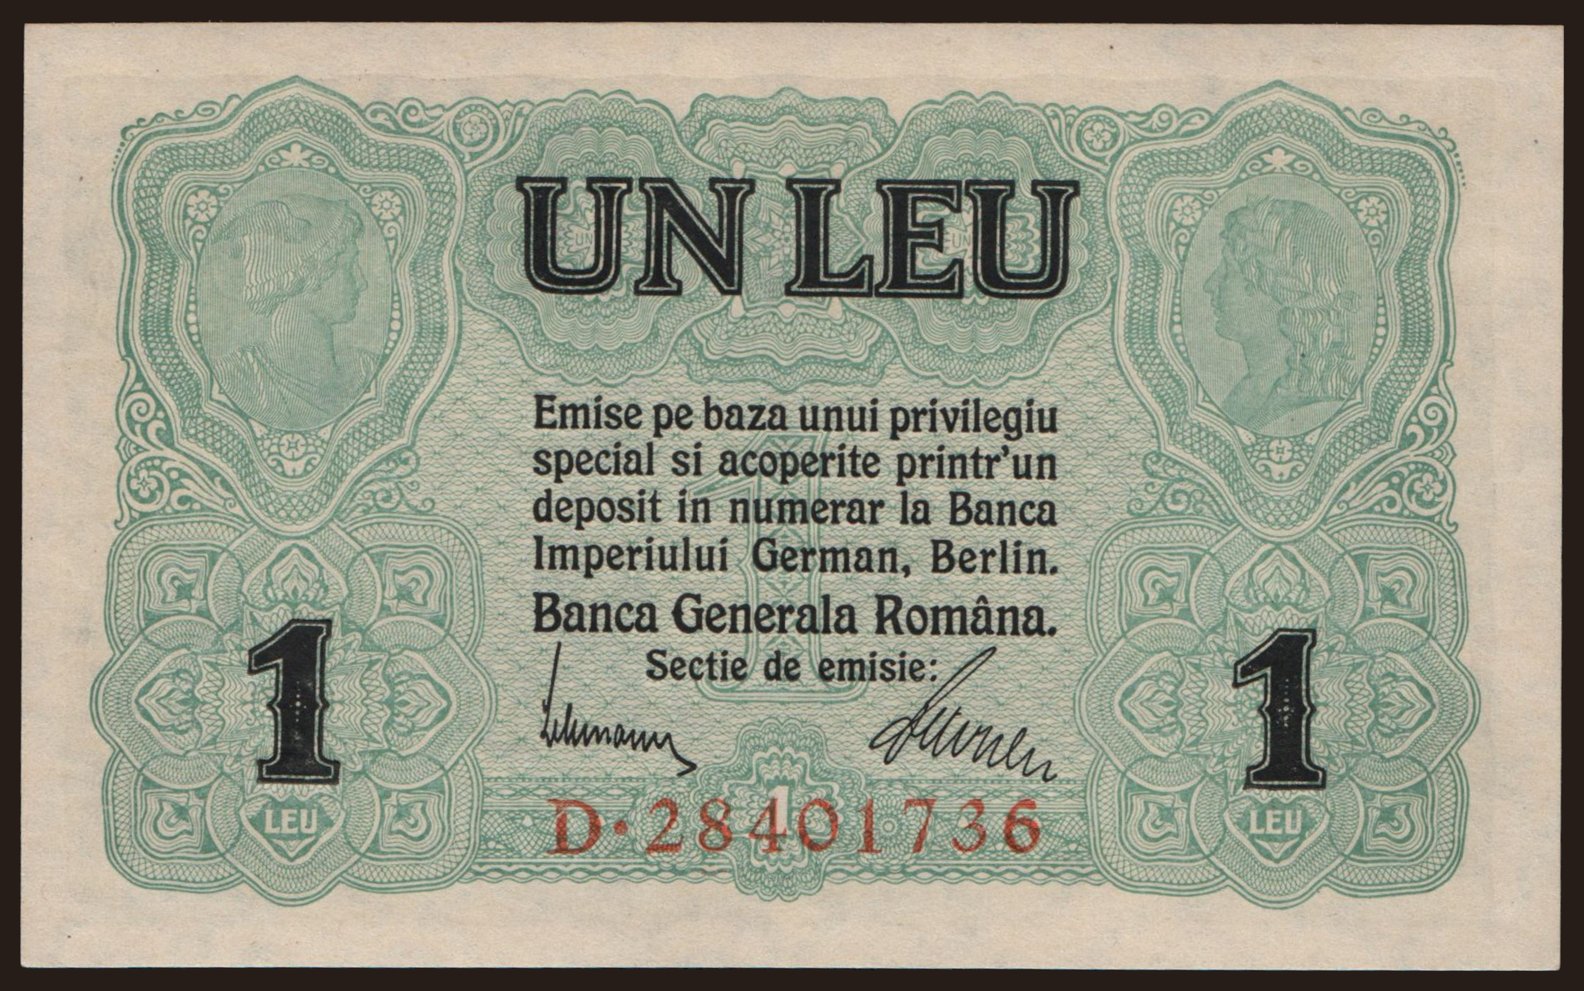 UN LEU
Emise pe baza unui privilegiu
special si acoperite printr'un
deposit in numerar la Banca
Imperiului German, Berlin.
Banca Generala Româna.
Sectie de emisie:
1
1
LEU
LEU
1
D·28401736